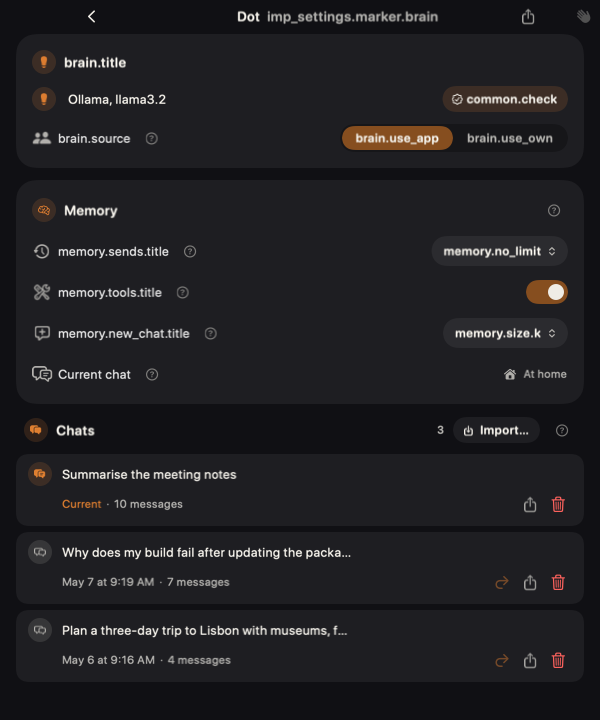 Dot imp_settings.marker.brain
brain.title
Ollama, llama3.2 common.check
brain.source ? brain.use_app brain.use_own
Memory ?
memory.sends.title ? memory.no_limit
memory.tools.title ?
memory.new_chat.title ? memory.size.k
Current chat ? At home
Chats 3 Import... ?
Summarise the meeting notes
Current · 10 messages
Why does my build fail after updating the packa...
May 7 at 9:19 AM · 7 messages
Plan a three-day trip to Lisbon with museums, f...
May 6 at 9:16 AM · 4 messages